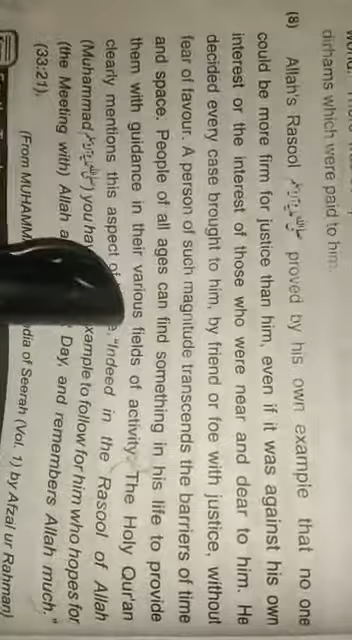 dirhams which were paid to him.
(8) Allah's Rasool ﷺ proved by his own example that no one
could be more firm for justice than him, even if it was against his own
interest or the interest of those who were near and dear to him. He
decided every case brought to him, by friend or foe with justice, without
fear of favour. A person of such magnitude transcends the barriers of time
and space. People of all ages can find something in his life to provide
them with guidance in their various fields of activity. The Holy Qur'an
clearly mentions this aspect of "Indeed in the Rasool of Allah
(Muhammad ﷺ) you have to follow for him who hopes for
(the Meeting with) Allah Day, and remembers Allah much."
(33:21).
(From of Seerah (Vol. 1) by Afzal ur Rahman)